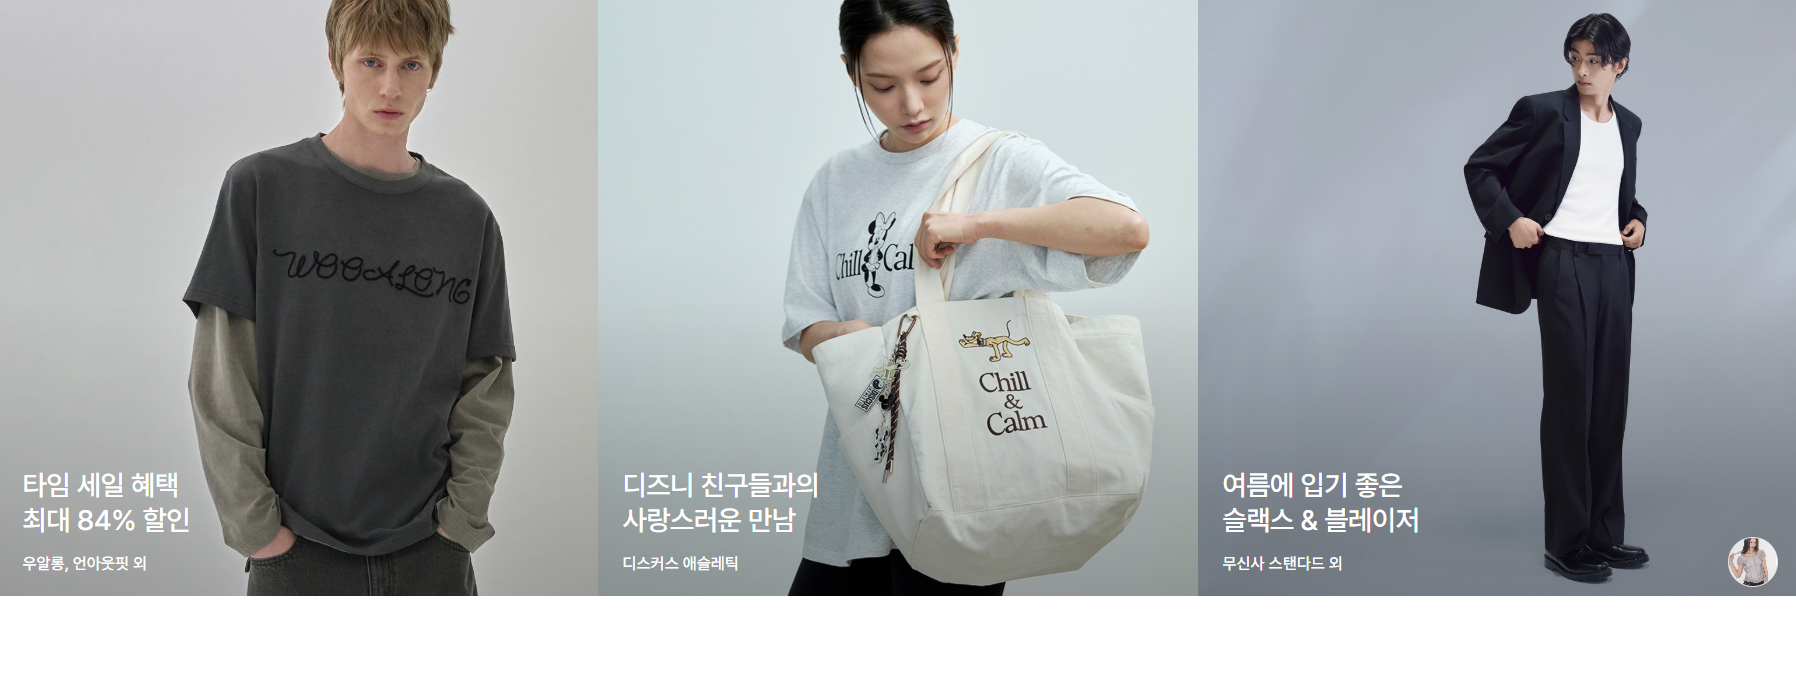 WOOALONG
타임 세일 혜택
최대 84% 할인
우알롱, 언아웃핏 외
Chill Cal
Chill
&
Calm
디즈니 친구들과의
사랑스러운 만남
디스커스 애슬레틱
여름에 입기 좋은
슬랙스 & 블레이저
무신사 스탠다드 외